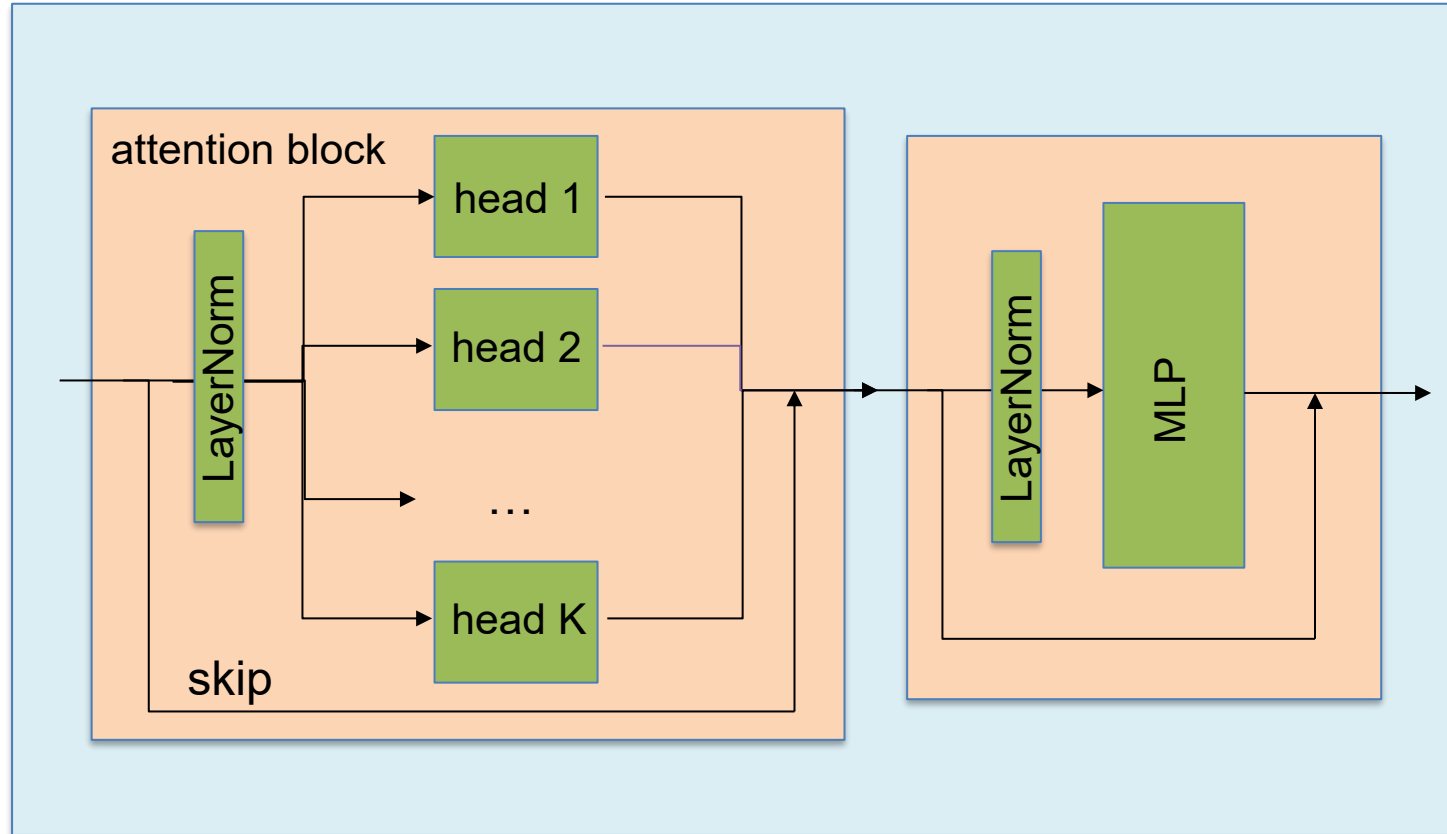 attention block
LayerNorm
head 1
head 2
…
head K
skip
LayerNorm
MLP